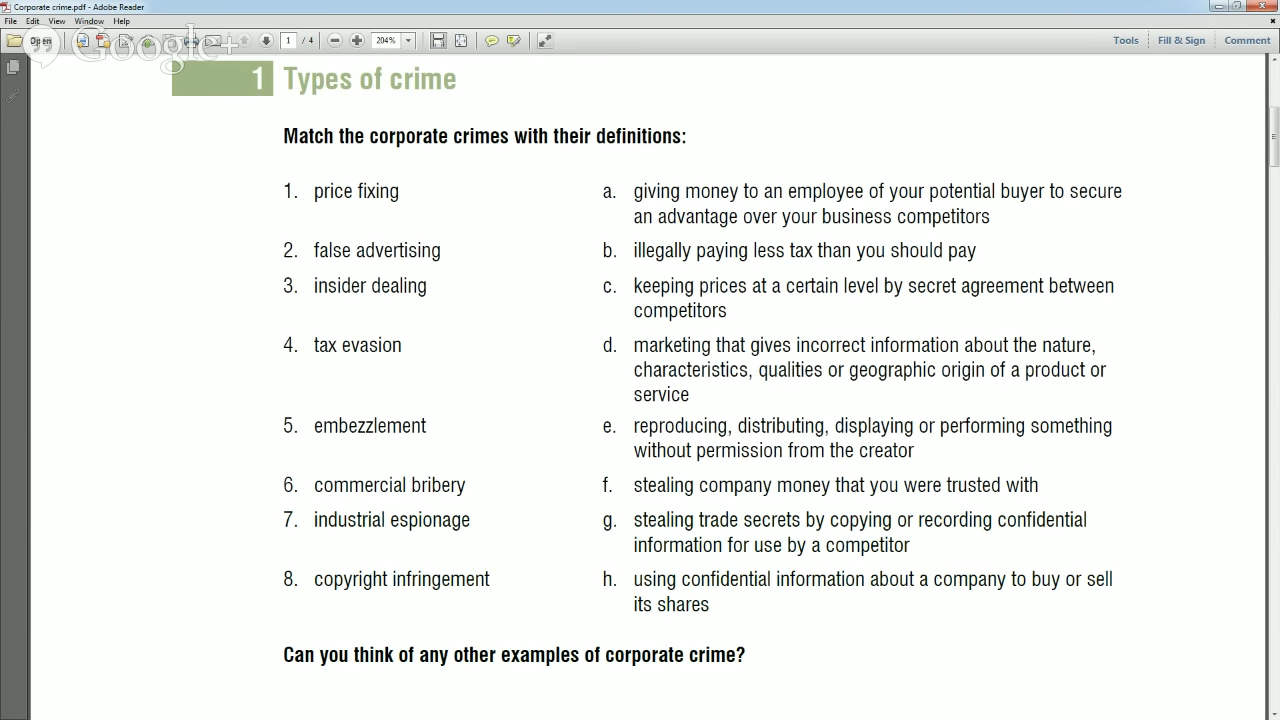 Corporate crime.pdf - Adobe Reader
File Edit View Window Help
Open
1 / 4
204%
Tools Fill & Sign Comment
Google+
1 Types of crime
Match the corporate crimes with their definitions:
1. price fixing
a. giving money to an employee of your potential buyer to secure
an advantage over your business competitors
2. false advertising
b. illegally paying less tax than you should pay
3. insider dealing
c. keeping prices at a certain level by secret agreement between
competitors
4. tax evasion
d. marketing that gives incorrect information about the nature,
characteristics, qualities or geographic origin of a product or
service
5. embezzlement
e. reproducing, distributing, displaying or performing something
without permission from the creator
6. commercial bribery
f. stealing company money that you were trusted with
7. industrial espionage
g. stealing trade secrets by copying or recording confidential
information for use by a competitor
8. copyright infringement
h. using confidential information about a company to buy or sell
its shares
Can you think of any other examples of corporate crime?